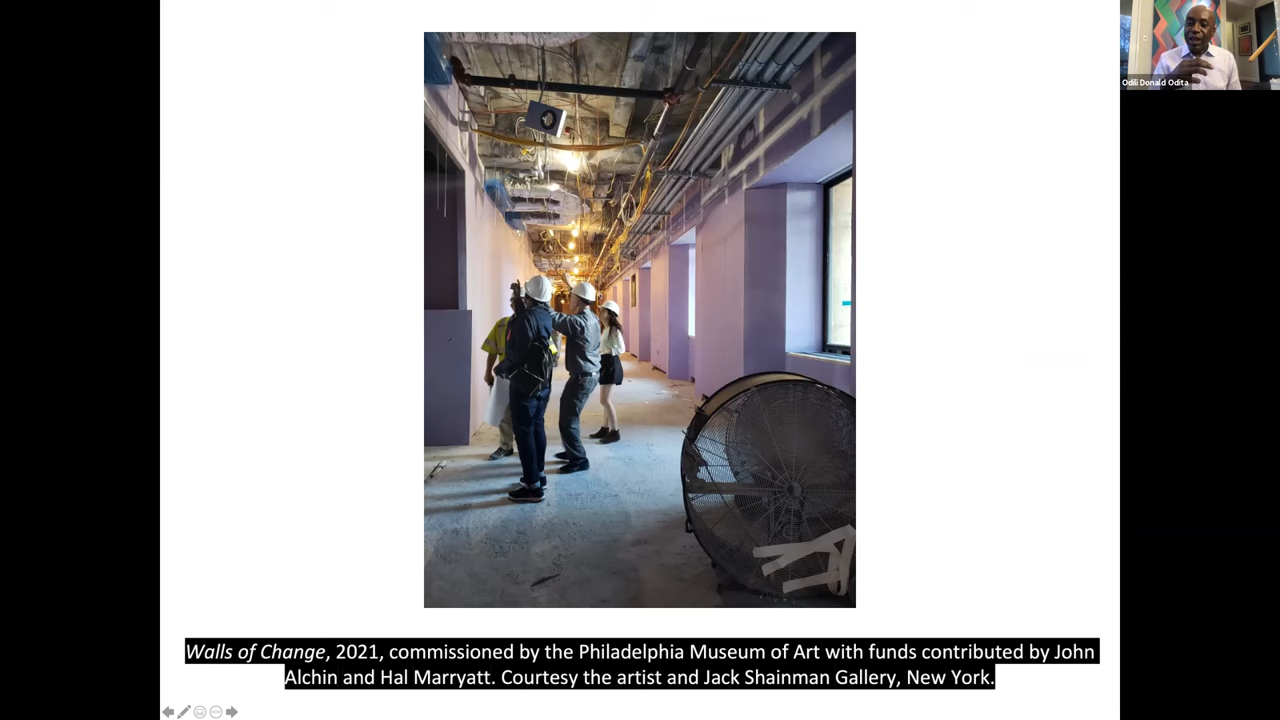 Odili Donald Odita
Walls of Change, 2021, commissioned by the Philadelphia Museum of Art with funds contributed by John
Alchin and Hal Marryatt. Courtesy the artist and Jack Shainman Gallery, New York.